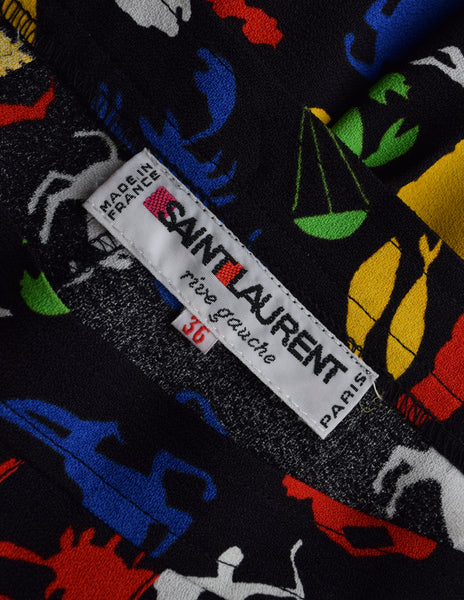 MADE IN
FRANCE
SAINT LAURENT
rive gauche
PARIS
36